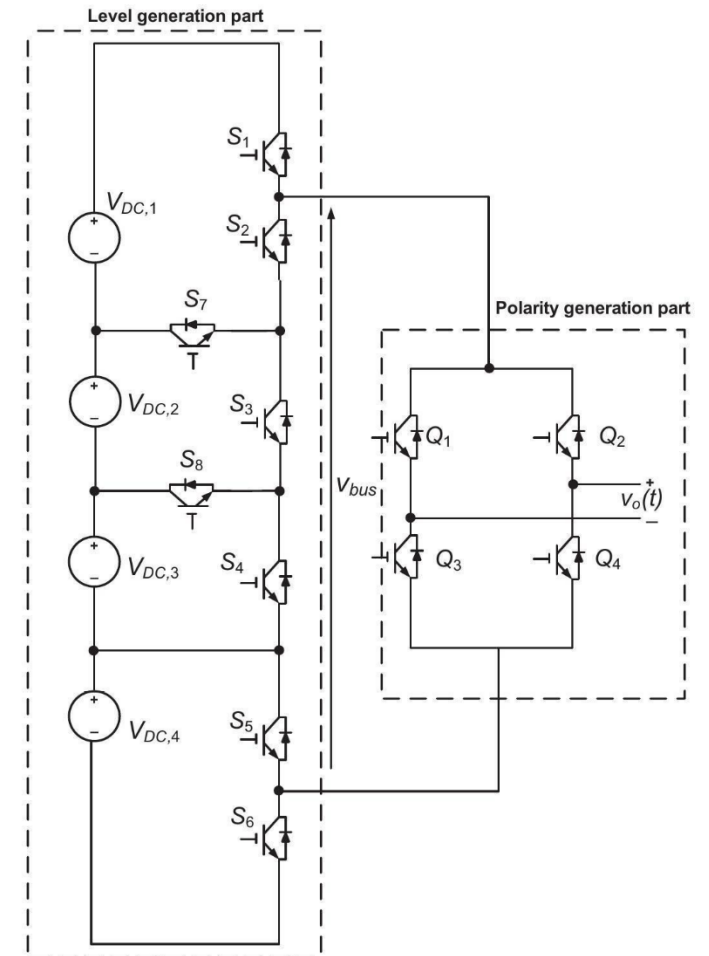 Level generation part
S1
VDC,1
S2
S7
Polarity generation part
VDC,2
S3
Q1
Q2
S8
vbus
vo(t)
+
−
VDC,3
S4
Q3
Q4
VDC,4
S5
S6